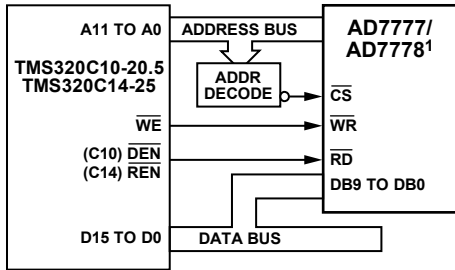 A11 TO A0
ADDRESS BUS
AD7777/
AD7778¹
TMS320C10-20.5
TMS320C14-25
ADDR
DECODE
CS
WE
WR
(C10) DEN
(C14) REN
RD
DB9 TO DB0
D15 TO D0
DATA BUS